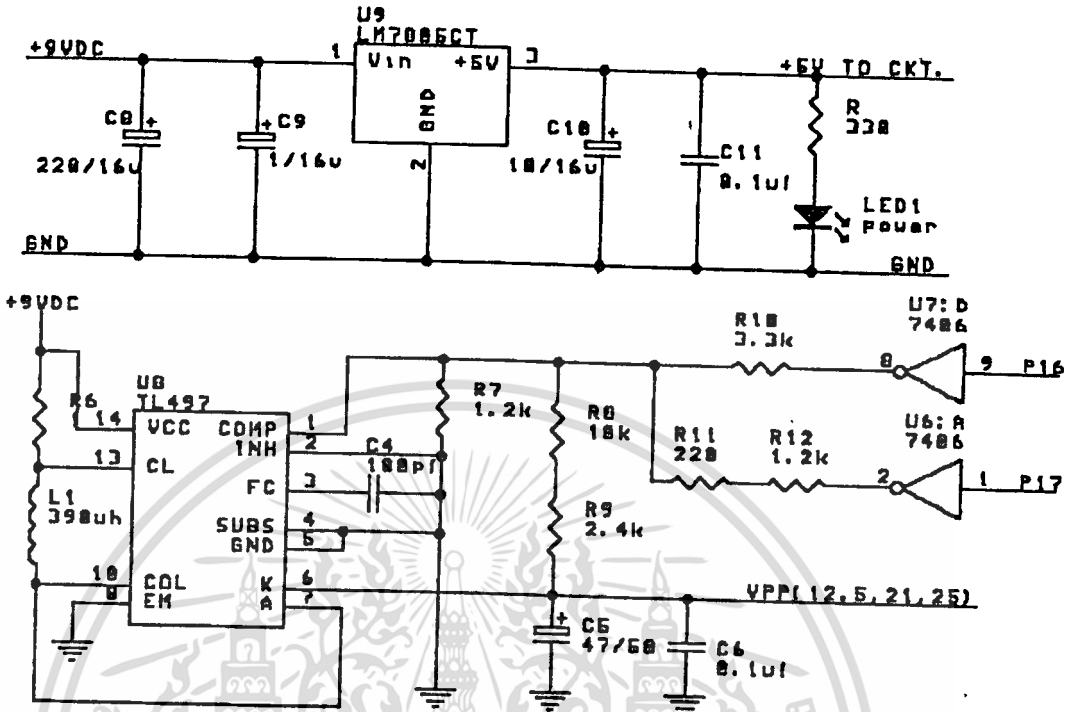 U9
LM7805CT
+9VDC
1
Vin
+5V
3
+5V TO CKT.
GND
2
C8
+
220/16v
+
C9
1/16v
C10
+
10/16v
C11
0.1uf
R
330
LED1
power
GND
GND
+9VDC
U7:D
7406
R10
3.3k
8
9
P16
U8
TL497
R6
1
14
VCC
COMP
1
INH
2
13
CL
FC
3
C4
100pf
SUBS
4
GND
5
10
COL
9
EM
K
6
A
7
L1
390uh
R7
1.2k
R8
10k
R9
2.4k
R11
220
R12
1.2k
U6:A
7406
2
1
P17
VPP(12.5,21,25)
+
C5
47/50
C6
0.1uf